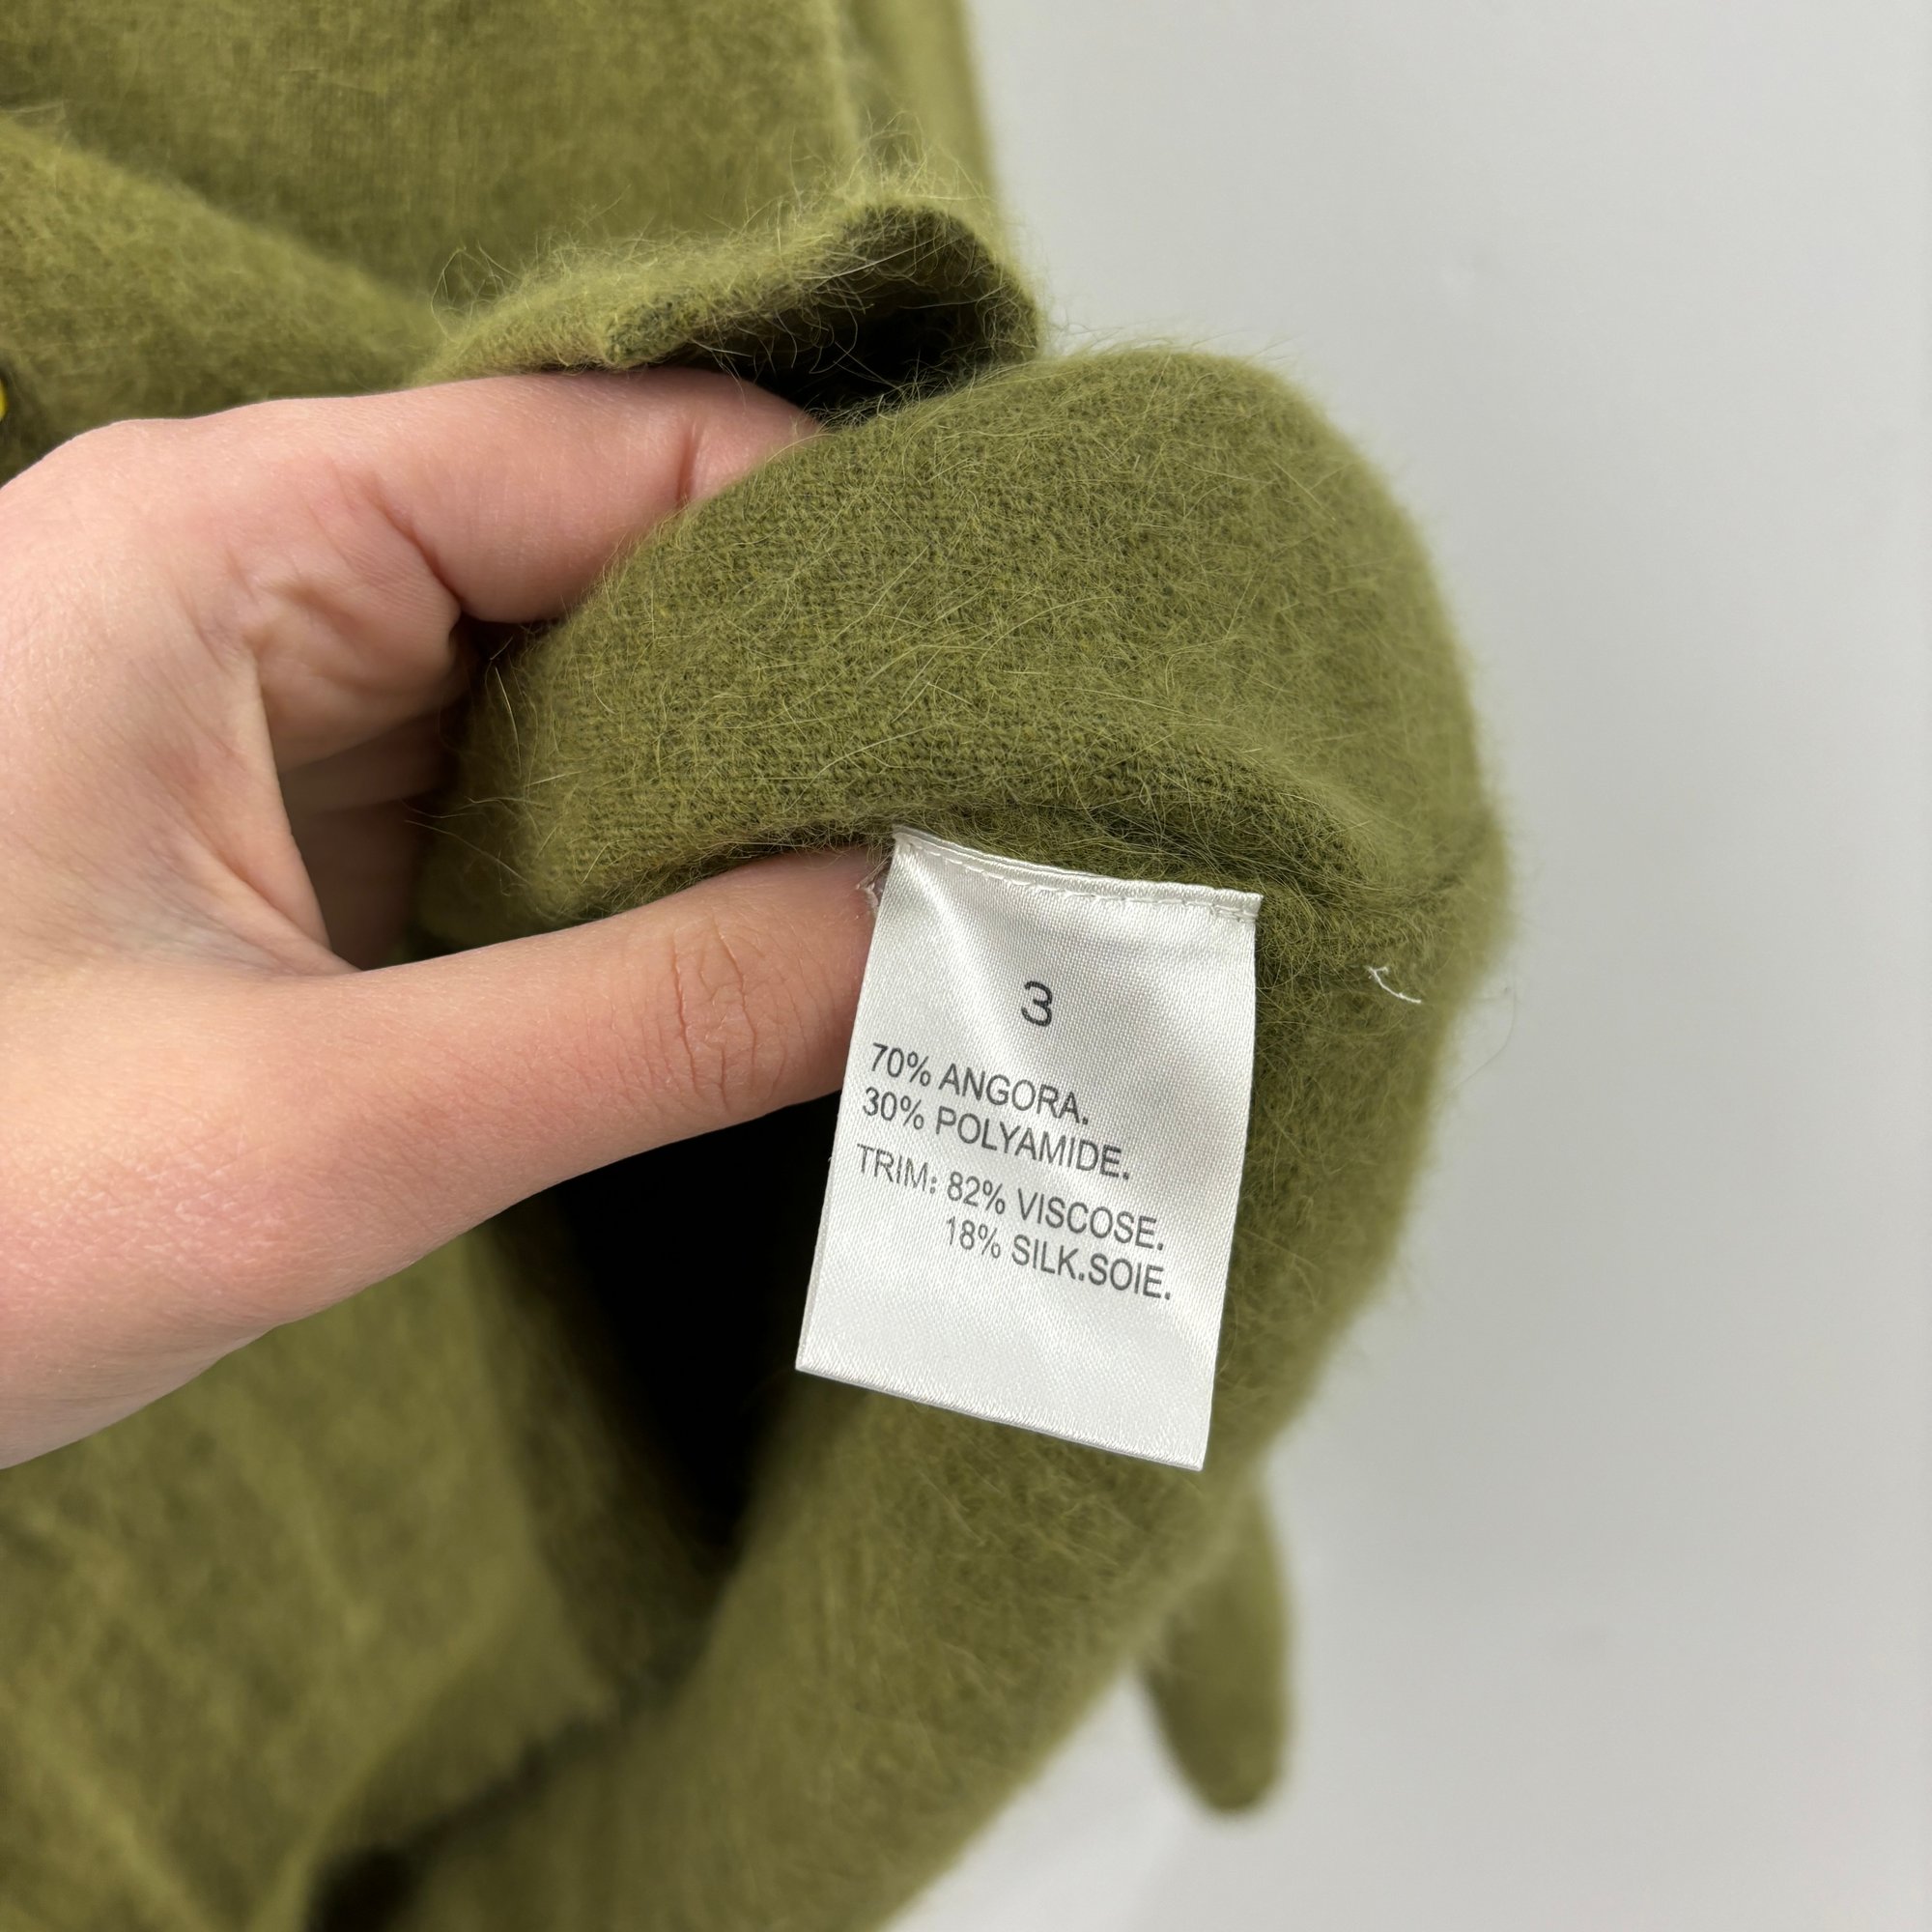 3
70% ANGORA.
30% POLYAMIDE.
TRIM: 82% VISCOSE.
18% SILK.SOIE.